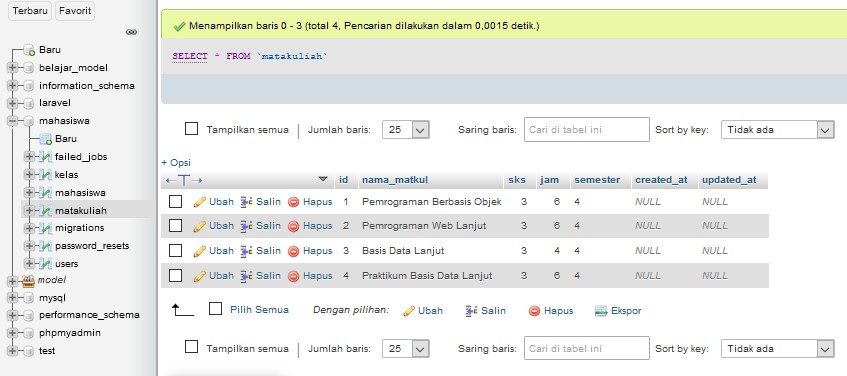 Terbaru Favorit
Baru
belajar_model
information_schema
laravel
mahasiswa
Baru
failed_jobs
kelas
mahasiswa
matakuliah
migrations
password_resets
users
model
mysql
performance_schema
phpmyadmin
test
Menampilkan baris 0 - 3 (total 4, Pencarian dilakukan dalam 0,0015 detik.)
SELECT * FROM `matakuliah`
Tampilkan semua | Jumlah baris: 25 Saring baris: Cari di tabel ini Sort by key: Tidak ada
+ Opsi
←T→ id nama_matkul sks jam semester created_at updated_at
Ubah Salin Hapus 1 Pemrograman Berbasis Objek 3 6 4 NULL NULL
Ubah Salin Hapus 2 Pemrograman Web Lanjut 3 6 4 NULL NULL
Ubah Salin Hapus 3 Basis Data Lanjut 3 4 4 NULL NULL
Ubah Salin Hapus 4 Praktikum Basis Data Lanjut 3 6 4 NULL NULL
Pilih Semua Dengan pilihan: Ubah Salin Hapus Ekspor
Tampilkan semua | Jumlah baris: 25 Saring baris: Cari di tabel ini Sort by key: Tidak ada